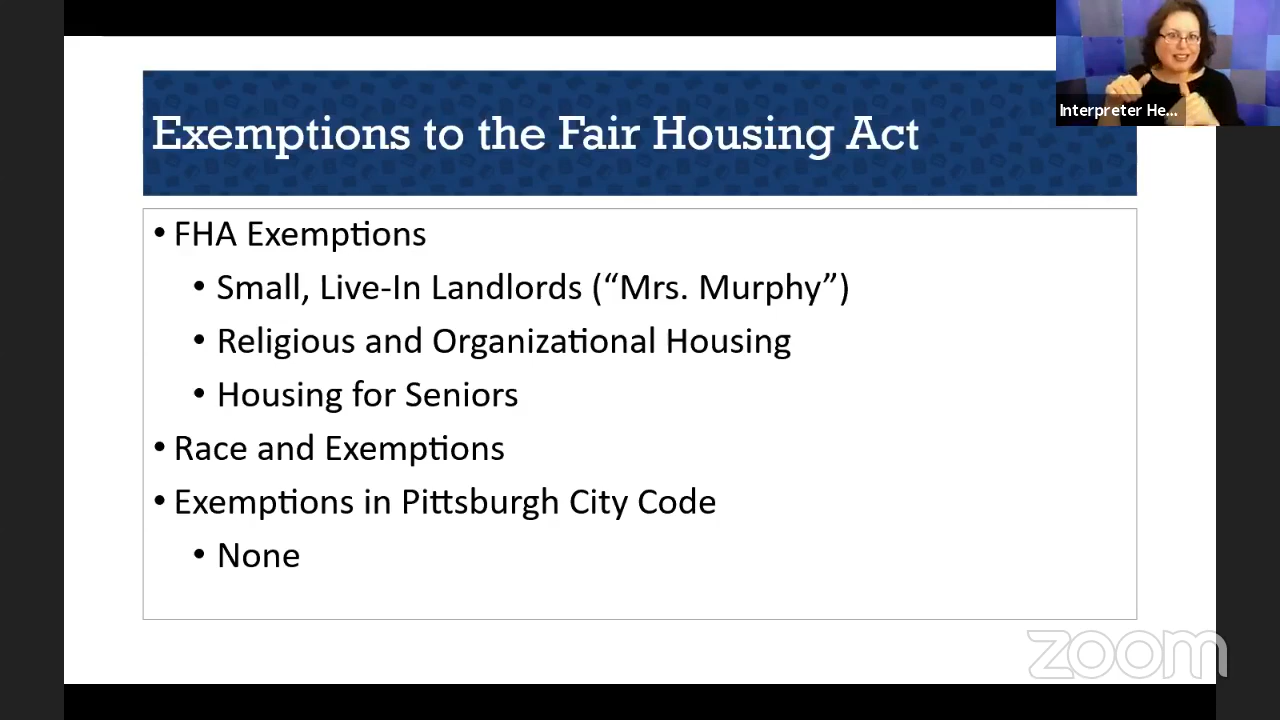 Exemptions to the Fair Housing Act
Interpreter He...
• FHA Exemptions
• Small, Live-In Landlords (“Mrs. Murphy”)
• Religious and Organizational Housing
• Housing for Seniors
• Race and Exemptions
• Exemptions in Pittsburgh City Code
• None
zoom